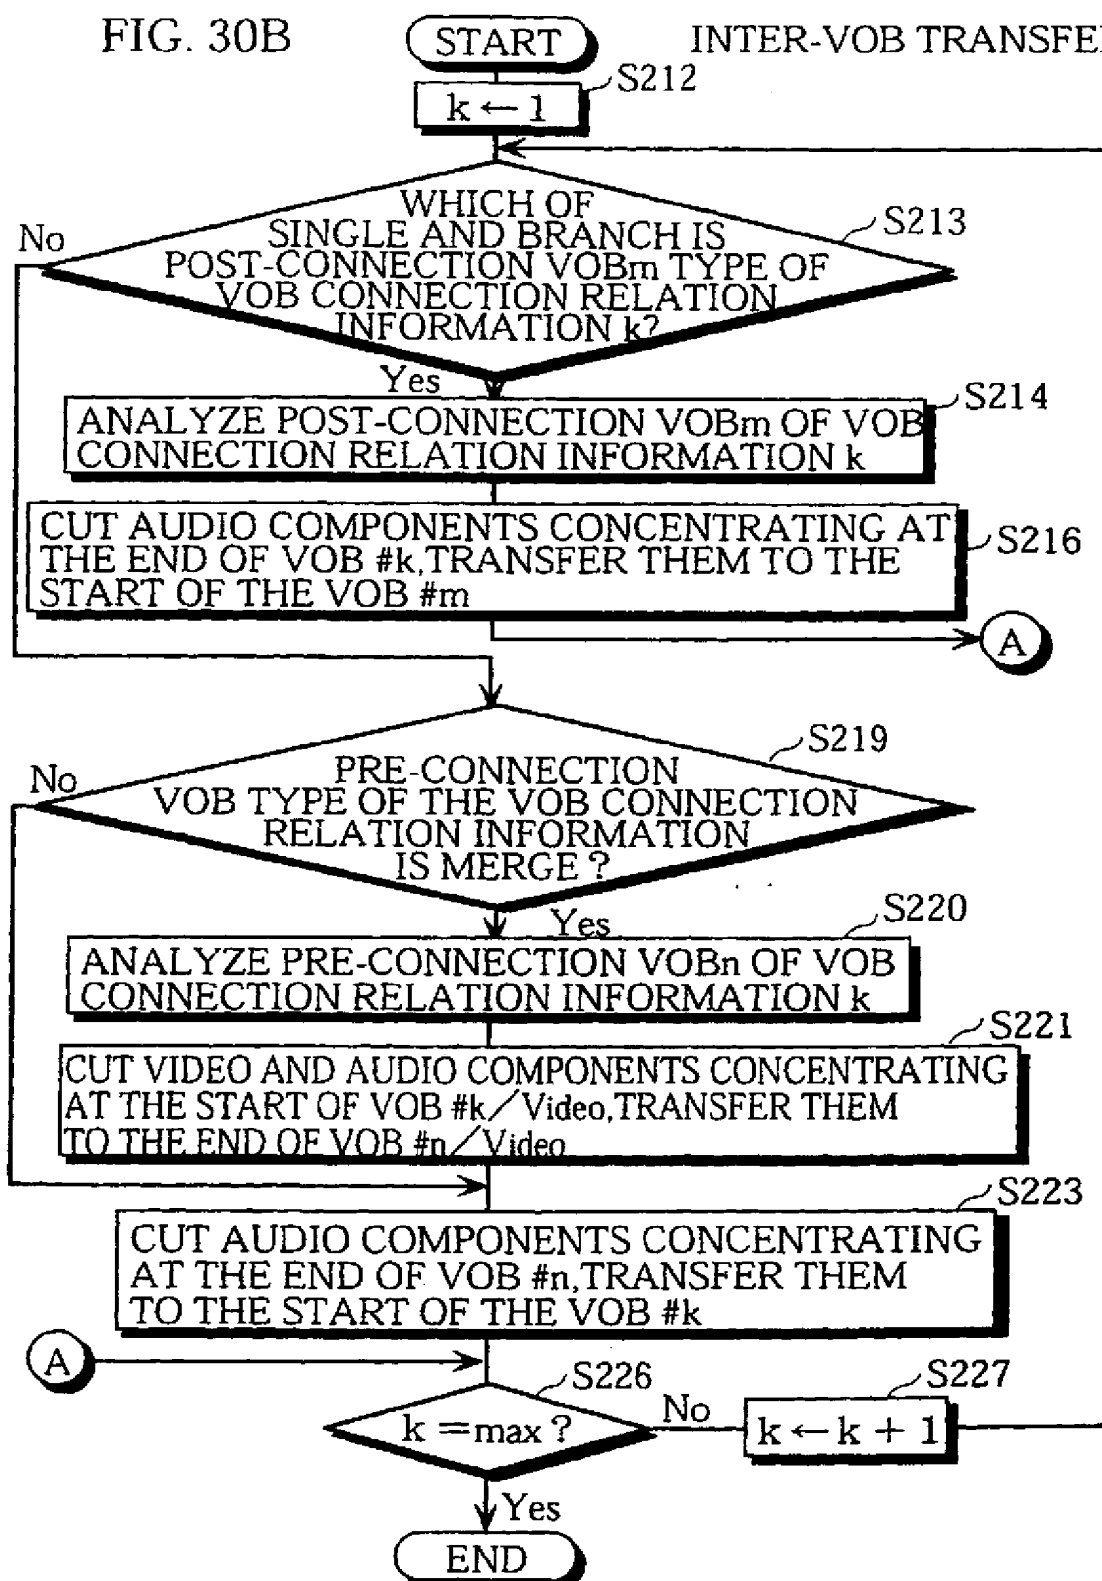 FIG. 30B
START
INTER-VOB TRANSFER
S212
k ← 1
WHICH OF
SINGLE AND BRANCH IS
POST-CONNECTION VOBm TYPE OF
VOB CONNECTION RELATION
INFORMATION k?
S213
No
Yes
S214
ANALYZE POST-CONNECTION VOBm OF VOB
CONNECTION RELATION INFORMATION k
CUT AUDIO COMPONENTS CONCENTRATING AT
THE END OF VOB #k,TRANSFER THEM TO THE
START OF THE VOB #m
S216
A
S219
No
PRE-CONNECTION
VOB TYPE OF THE VOB CONNECTION
RELATION INFORMATION
IS MERGE ?
Yes
S220
ANALYZE PRE-CONNECTION VOBn OF VOB
CONNECTION RELATION INFORMATION k
S221
CUT VIDEO AND AUDIO COMPONENTS CONCENTRATING
AT THE START OF VOB #k/Video,TRANSFER THEM
TO THE END OF VOB #n/Video
S223
CUT AUDIO COMPONENTS CONCENTRATING
AT THE END OF VOB #n,TRANSFER THEM
TO THE START OF THE VOB #k
A
S226
k = max ?
No
S227
k ← k + 1
Yes
END